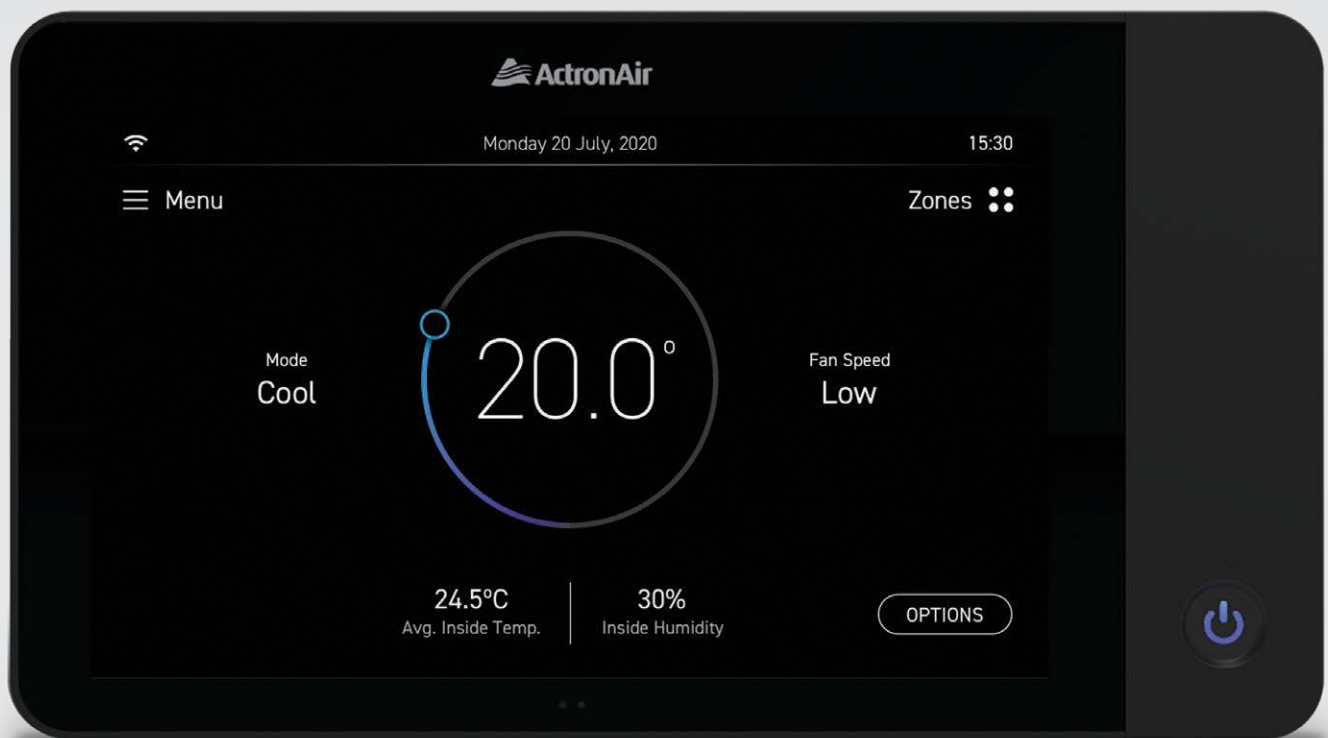 ActronAir
Monday 20 July, 2020
15:30
Menu
Zones
Mode
Cool
20.0°
Fan Speed
Low
24.5°C
Avg. Inside Temp.
30%
Inside Humidity
OPTIONS